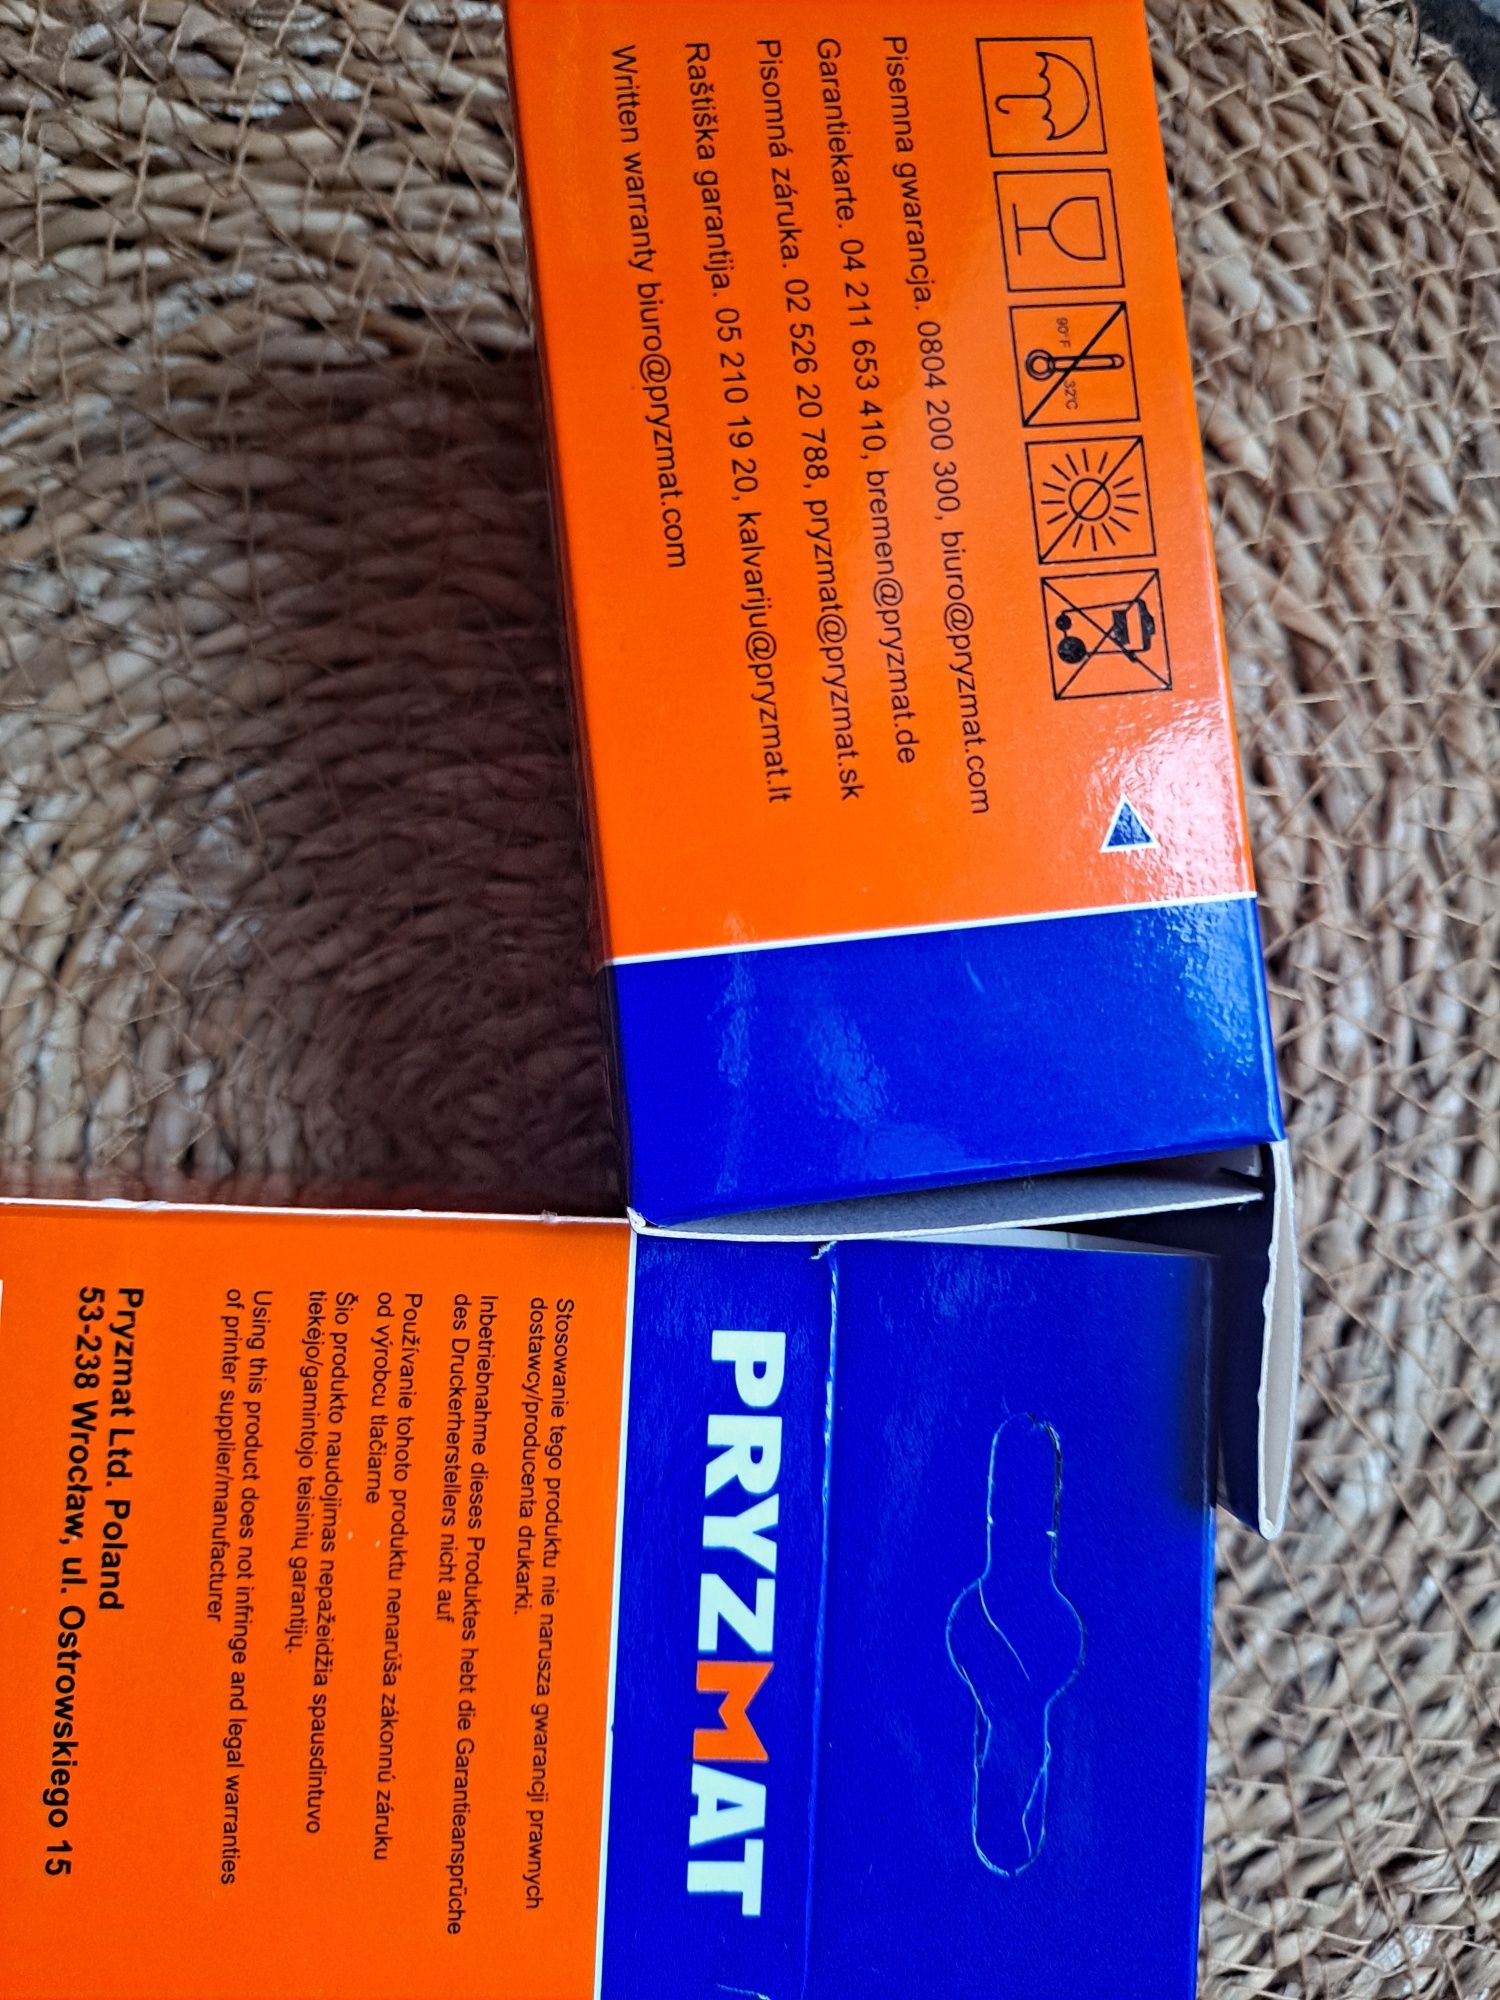 90°F
32°C
Pisemna gwarancja. 0804 200 300, biuro@pryzmat.com
Garantiekarte. 04 211 653 410, bremen@pryzmat.de
Pisomná záruka. 02 526 20 788, pryzmat@pryzmat.sk
Raštiška garantija. 05 210 19 20, kalvariju@pryzmat.lt
Written warranty biuro@pryzmat.com
PRYZMAT
Stosowanie tego produktu nie narusza gwarancji prawnych
dostawcy/producenta drukarki.
Inbetriebnahme dieses Produktes hebt die Garantieansprüche
des Druckerherstellers nicht auf
Používanie tohoto produktu nenarúša zákonnú záruku
od výrobcu tlačiarne
Šio produkto naudojimas nepažeidžia spausdintuvo
tiekėjo/gamintojo teisinių garantijų.
Using this product does not infringe and legal warranties
of printer supplier/manufacturer
Pryzmat Ltd. Poland
53-238 Wrocław, ul. Ostrowskiego 15